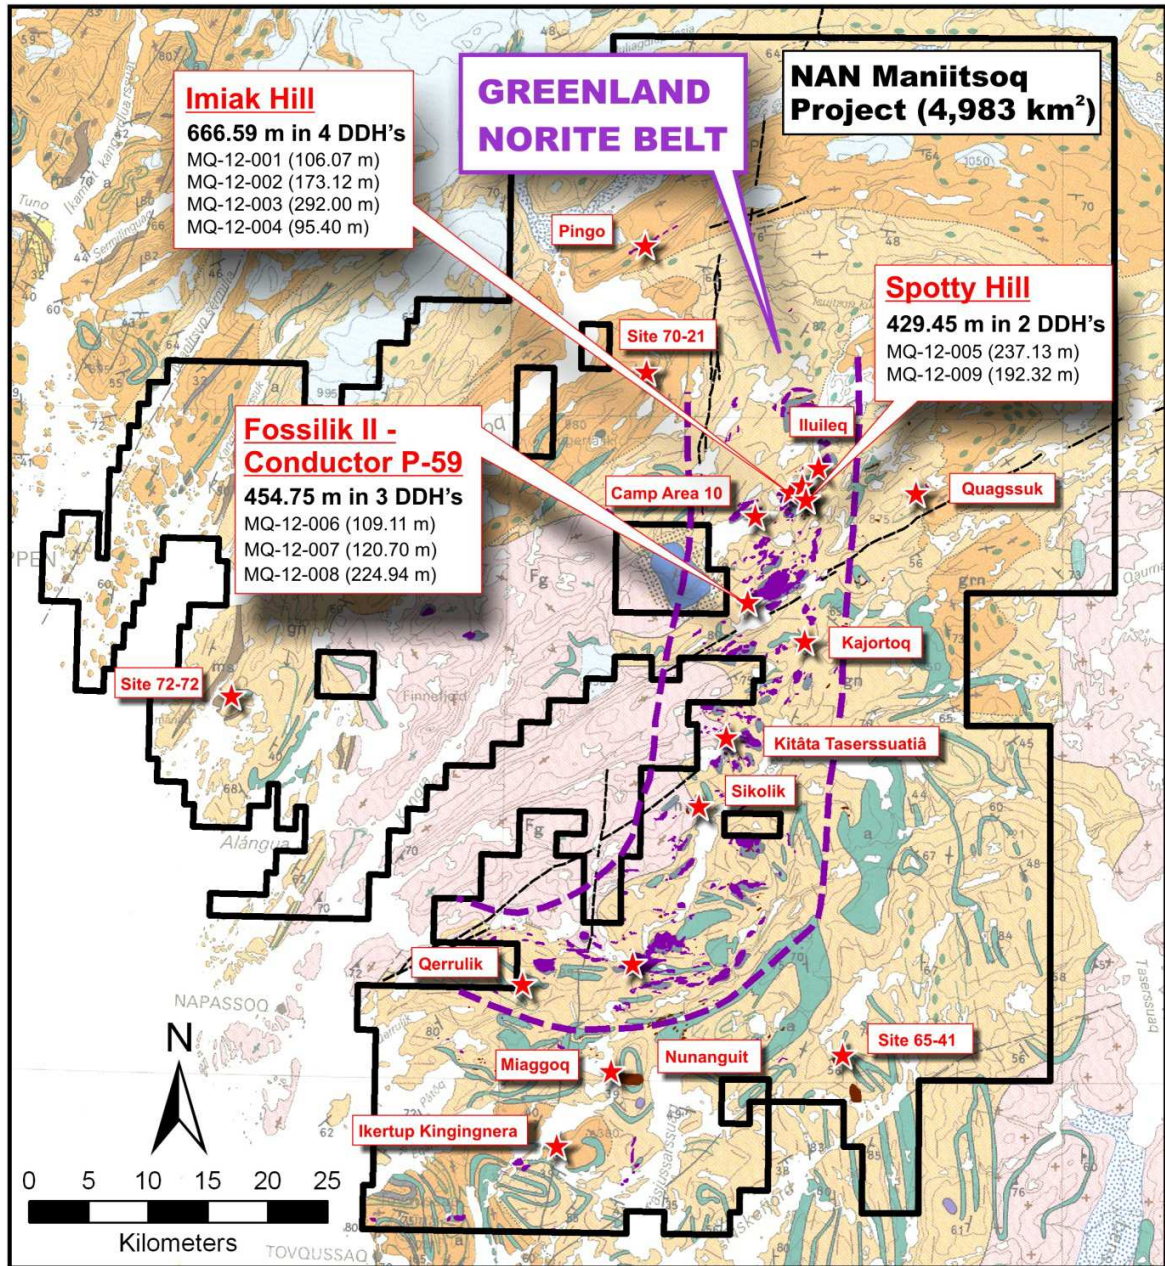 GREENLAND
NORITE BELT
NAN Maniitsoq
Project (4,983 km²)
Imiak Hill
666.59 m in 4 DDH's
MQ-12-001 (106.07 m)
MQ-12-002 (173.12 m)
MQ-12-003 (292.00 m)
MQ-12-004 (95.40 m)
Pingo
Spotty Hill
429.45 m in 2 DDH's
MQ-12-005 (237.13 m)
MQ-12-009 (192.32 m)
Site 70-21
Fossilik II -
Conductor P-59
454.75 m in 3 DDH's
MQ-12-006 (109.11 m)
MQ-12-007 (120.70 m)
MQ-12-008 (224.94 m)
Iluileq
Camp Area 10
Quagssuk
Kajortoq
Site 72-72
Kitâta Taserssuatiâ
Sikolik
Alángua
Qerrulik
NAPASSOQ
Tasersuaq
Miaggoq
Nunanguit
Site 65-41
Ikertup Kingingnera
N
0 5 10 15 20 25
Kilometers
TOVQUSSAQ